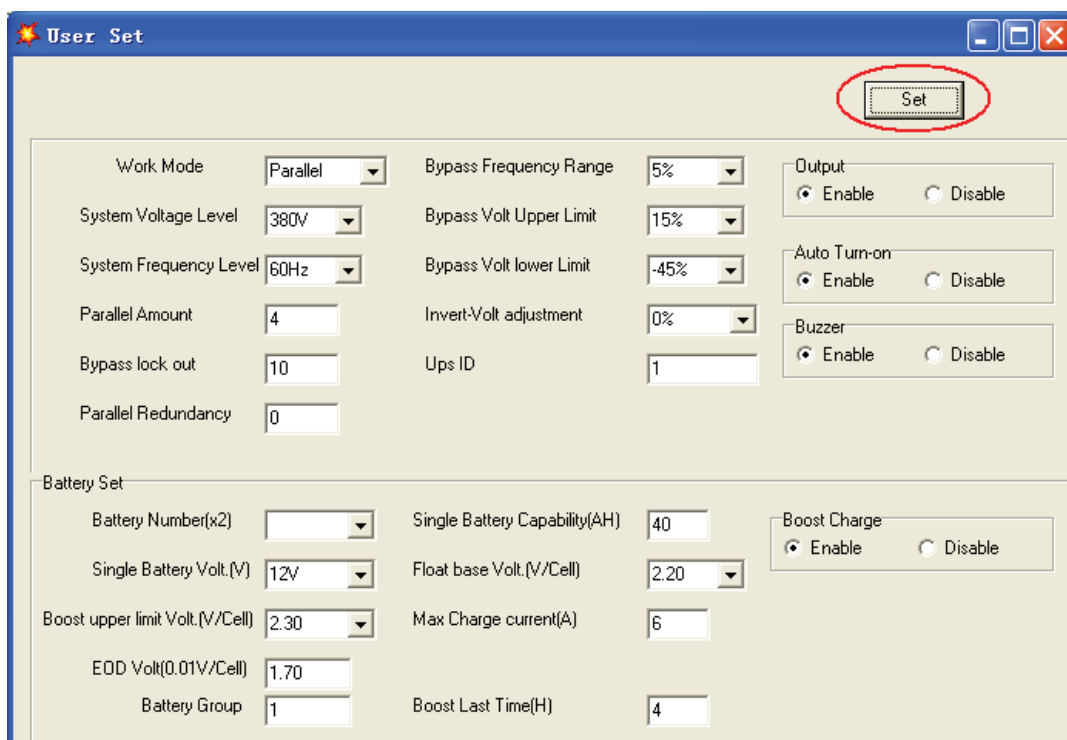 User Set
Set
Work Mode Parallel Bypass Frequency Range 5% Output
Enable Disable
System Voltage Level 380V Bypass Volt Upper Limit 15%
Auto Turn-on
System Frequency Level 60Hz Bypass Volt lower Limit -45% Enable Disable
Parallel Amount 4 Invert-Volt adjustment 0% Buzzer
Enable Disable
Bypass lock out 10 Ups ID 1
Parallel Redundancy 0
Battery Set
Battery Number(x2) Single Battery Capability(AH) 40 Boost Charge
Enable Disable
Single Battery Volt.(V) 12V Float base Volt.(V/Cell) 2.20
Boost upper limit Volt.(V/Cell) 2.30 Max Charge current(A) 6
EOD Volt(0.01V/Cell) 1.70
Battery Group 1 Boost Last Time(H) 4